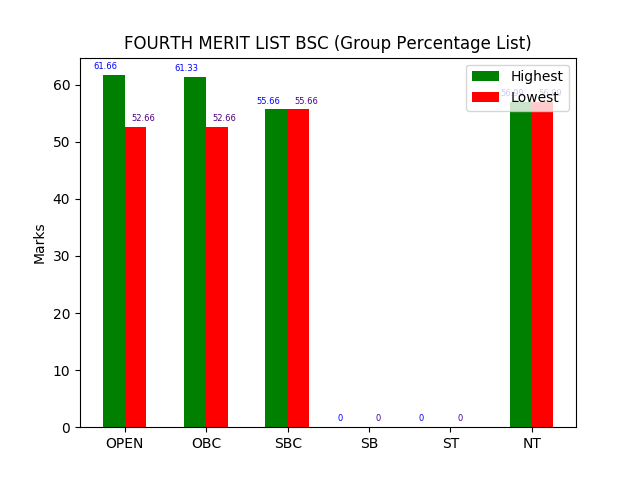 FOURTH MERIT LIST BSC (Group Percentage List)
Highest
Lowest
61.66
61.33
52.66
52.66
55.66
55.66
0
0
0
0
Marks
60
50
40
30
20
10
0
OPEN
OBC
SBC
SB
ST
NT